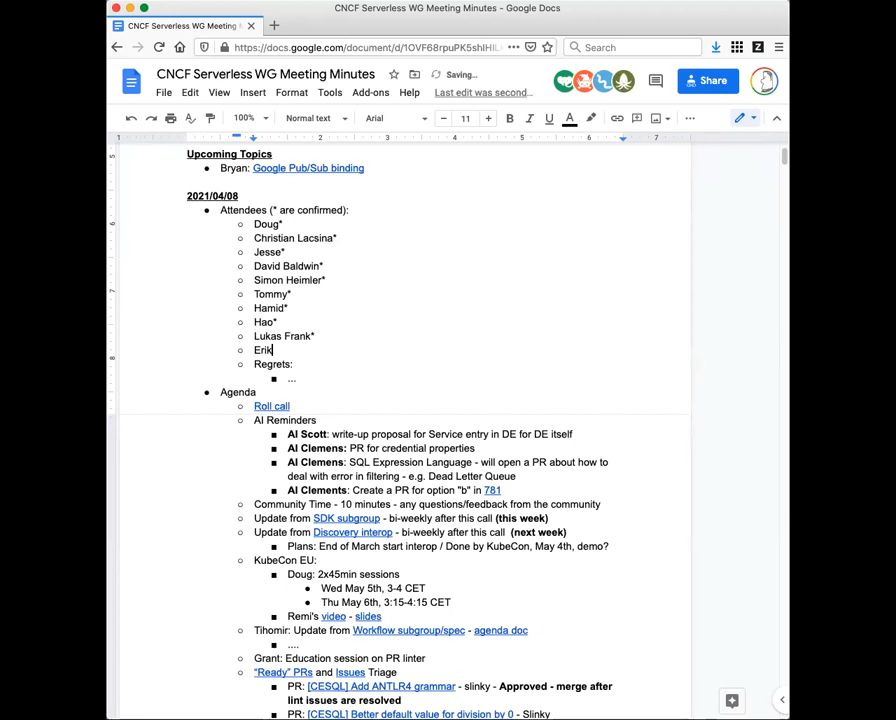 CNCF Serverless WG Meeting Minutes - Google Docs
CNCF Serverless WG Meeting M
https://docs.google.com/document/d/1OVF68rpuPK5shIHIL
Search
CNCF Serverless WG Meeting Minutes
Saving...
File Edit View Insert Format Tools Add-ons Help Last edit was second...
Share
100% Normal text Arial 11
1 2 3 4 5 6 7
Upcoming Topics
Bryan: Google Pub/Sub binding
2021/04/08
Attendees (* are confirmed):
Doug*
Christian Lacsina*
Jesse*
David Baldwin*
Simon Heimler*
Tommy*
Hamid*
Hao*
Lukas Frank*
Erik
Regrets:
...
Agenda
Roll call
AI Reminders
AI Scott: write-up proposal for Service entry in DE for DE itself
AI Clemens: PR for credential properties
AI Clemens: SQL Expression Language - will open a PR about how to
deal with error in filtering - e.g. Dead Letter Queue
AI Clements: Create a PR for option "b" in 781
Community Time - 10 minutes - any questions/feedback from the community
Update from SDK subgroup - bi-weekly after this call (this week)
Update from Discovery interop - bi-weekly after this call (next week)
Plans: End of March start interop / Done by KubeCon, May 4th, demo?
KubeCon EU:
Doug: 2x45min sessions
Wed May 5th, 3-4 CET
Thu May 6th, 3:15-4:15 CET
Remi's video - slides
Tihomir: Update from Workflow subgroup/spec - agenda doc
....
Grant: Education session on PR linter
"Ready" PRs and Issues Triage
PR: [CESQL] Add ANTLR4 grammar - slinky - Approved - merge after
lint issues are resolved
PR: [CESQL] Better default value for division by 0 - Slinky